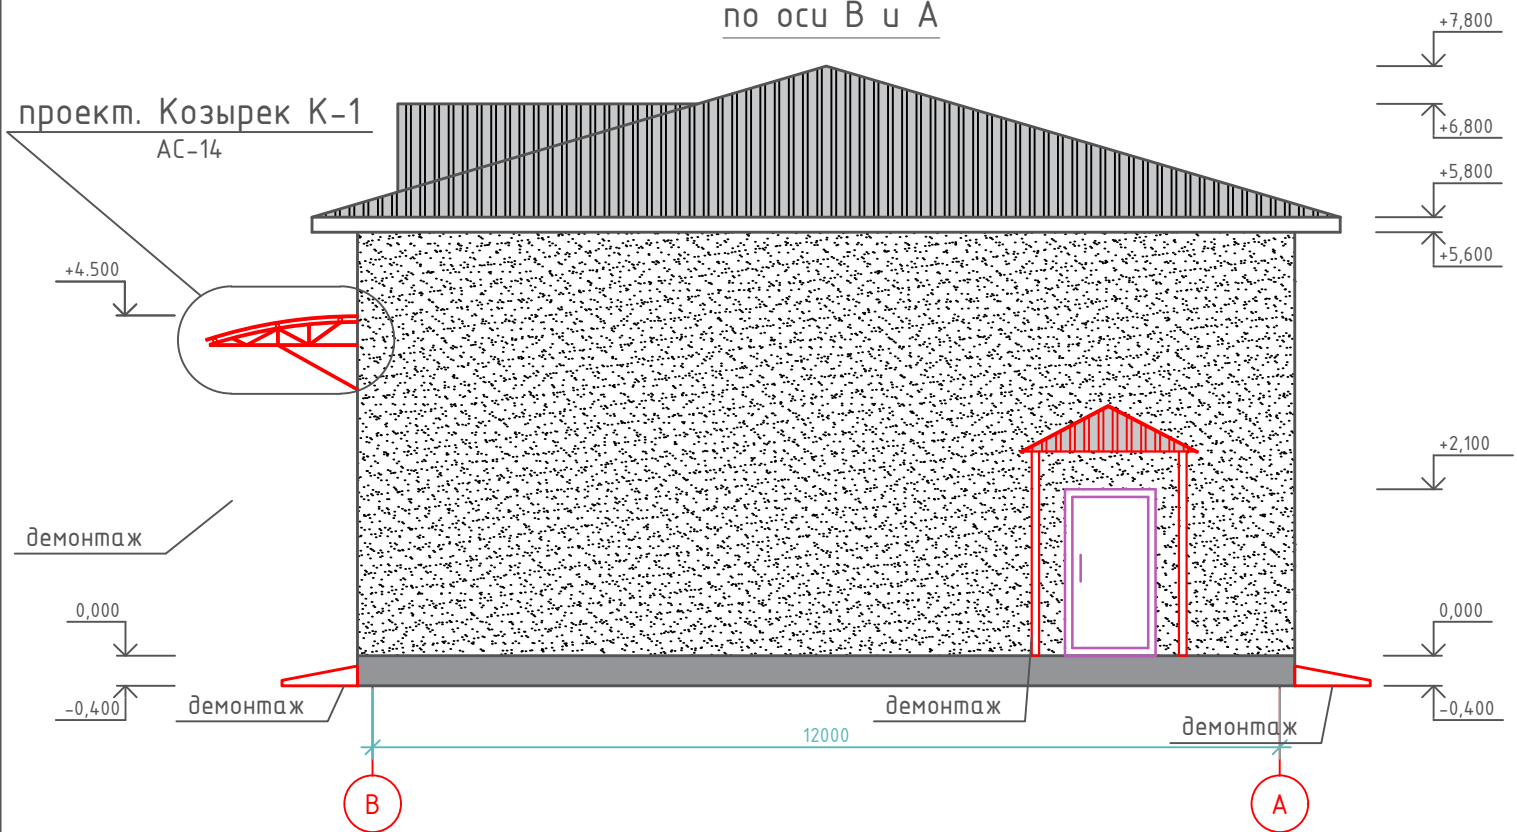 по оси В и А
+7,800
проект. Козырек К-1
АС-14
+6,800
+5,800
+5,600
+4.500
+2,100
демонтаж
0,000
0,000
-0,400
демонтаж
демонтаж
-0,400
демонтаж
12000
В
А